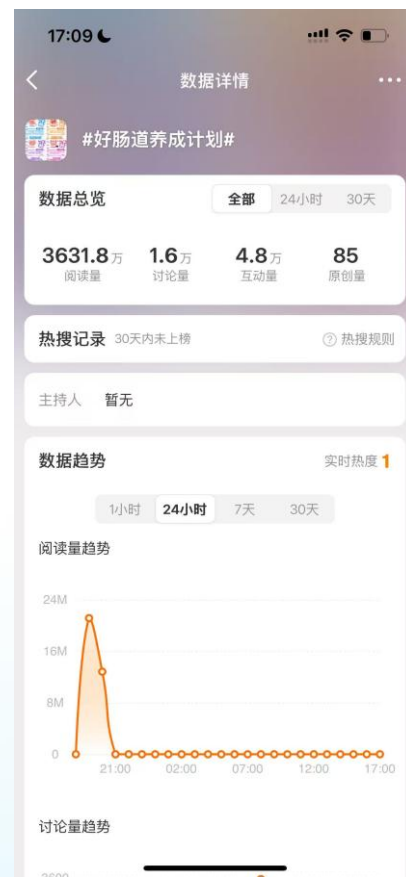 17:09
数据详情
#好肠道养成计划#
数据总览 全部 24小时 30天
3631.8万 1.6万 4.8万 85
阅读量 讨论量 互动量 原创量
热搜记录 30天内未上榜 ? 热搜规则
主持人 暂无
数据趋势 实时热度 1
1小时 24小时 7天 30天
阅读量趋势
24M
16M
8M
0
21:00 02:00 07:00 12:00 17:00
讨论量趋势